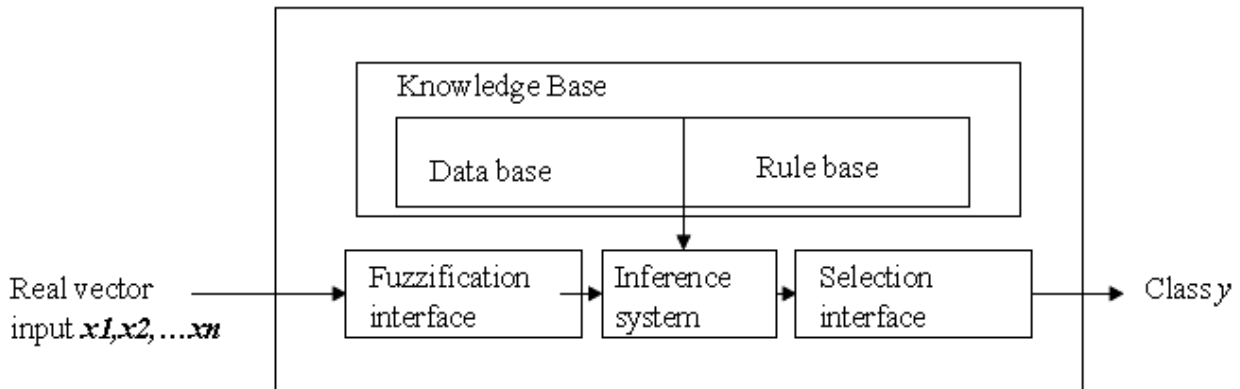 Knowledge Base
Data base
Rule base
Real vector
input x1,x2,...xn
Fuzzification
interface
Inference
system
Selection
interface
Class y